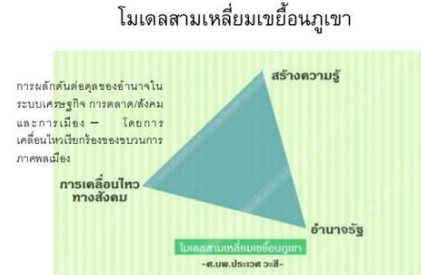 โมเดลสามเหลี่ยมเขยื้อนภูเขา
สร้างความรู้
การผลักดันต่อดุลของอำนาจใน
ระบบเศรษฐกิจ การตลาด/สังคม
และการเมือง – โดยการ
เคลื่อนไหวเรียกร้องของขบวนการ
ภาคพลเมือง
การเคลื่อนไหว
ทางสังคม
อำนาจรัฐ
โมเดลสามเหลี่ยมเขยื้อนภูเขา
-ศ.นพ.ประเวศ วะสี-